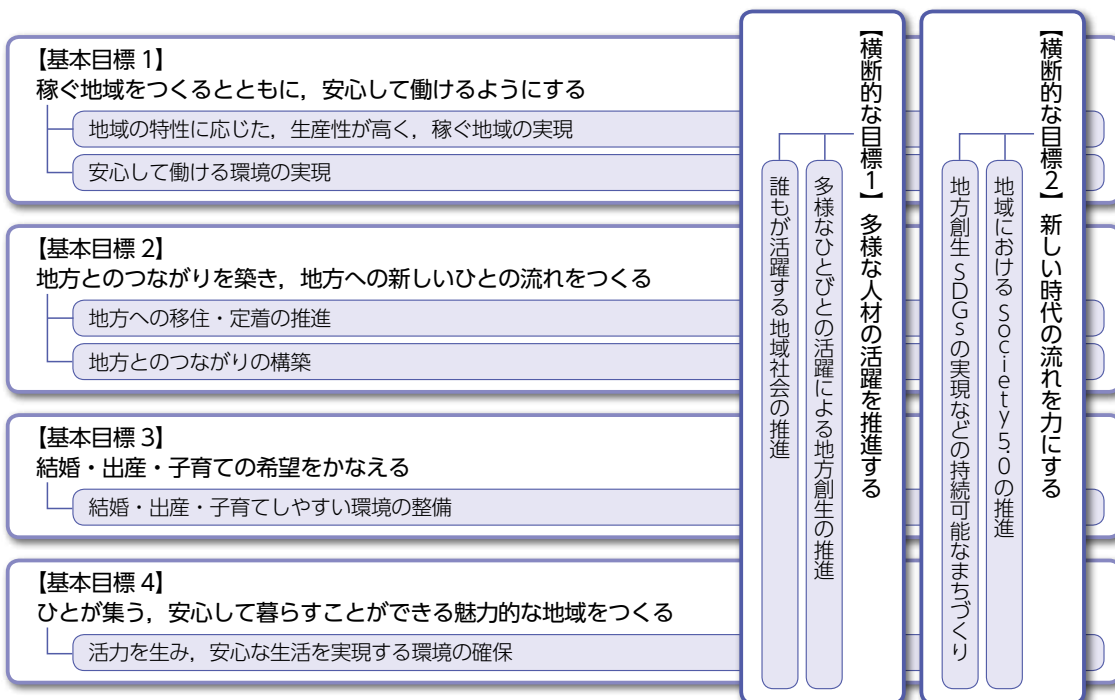 【基本目標 1】
稼ぐ地域をつくるとともに，安心して働けるようにする
地域の特性に応じた，生産性が高く，稼ぐ地域の実現
安心して働ける環境の実現
【基本目標 2】
地方とのつながりを築き，地方への新しいひとの流れをつくる
地方への移住・定着の推進
地方とのつながりの構築
【基本目標 3】
結婚・出産・子育ての希望をかなえる
結婚・出産・子育てしやすい環境の整備
【基本目標 4】
ひとが集う，安心して暮らすことができる魅力的な地域をつくる
活力を生み，安心な生活を実現する環境の確保
【横断的な目標1】 多様な人材の活躍を推進する
多様なひとびとの活躍による地方創生の推進
誰もが活躍する地域社会の推進
【横断的な目標2】 新しい時代の流れを力にする
地域における Society 5.0 の推進
地方創生 SDGs の実現などの持続可能なまちづくり